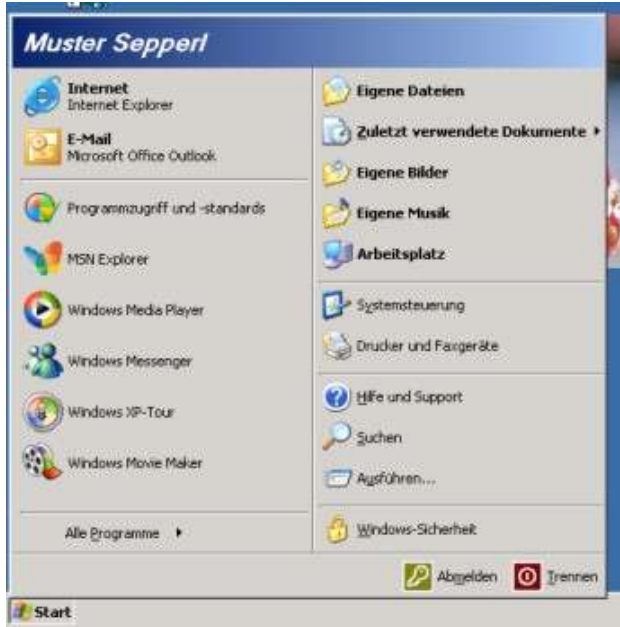 Muster Sepperl
Internet
Internet Explorer
E-Mail
Microsoft Office Outlook
Programmzugriff und -standards
MSN Explorer
Windows Media Player
Windows Messenger
Windows XP-Tour
Windows Movie Maker
Alle Programme
Eigene Dateien
Zuletzt verwendete Dokumente
Eigene Bilder
Eigene Musik
Arbeitsplatz
Systemsteuerung
Drucker und Faxgeräte
Hilfe und Support
Suchen
Ausführen...
Windows-Sicherheit
Abmelden
Trennen
Start